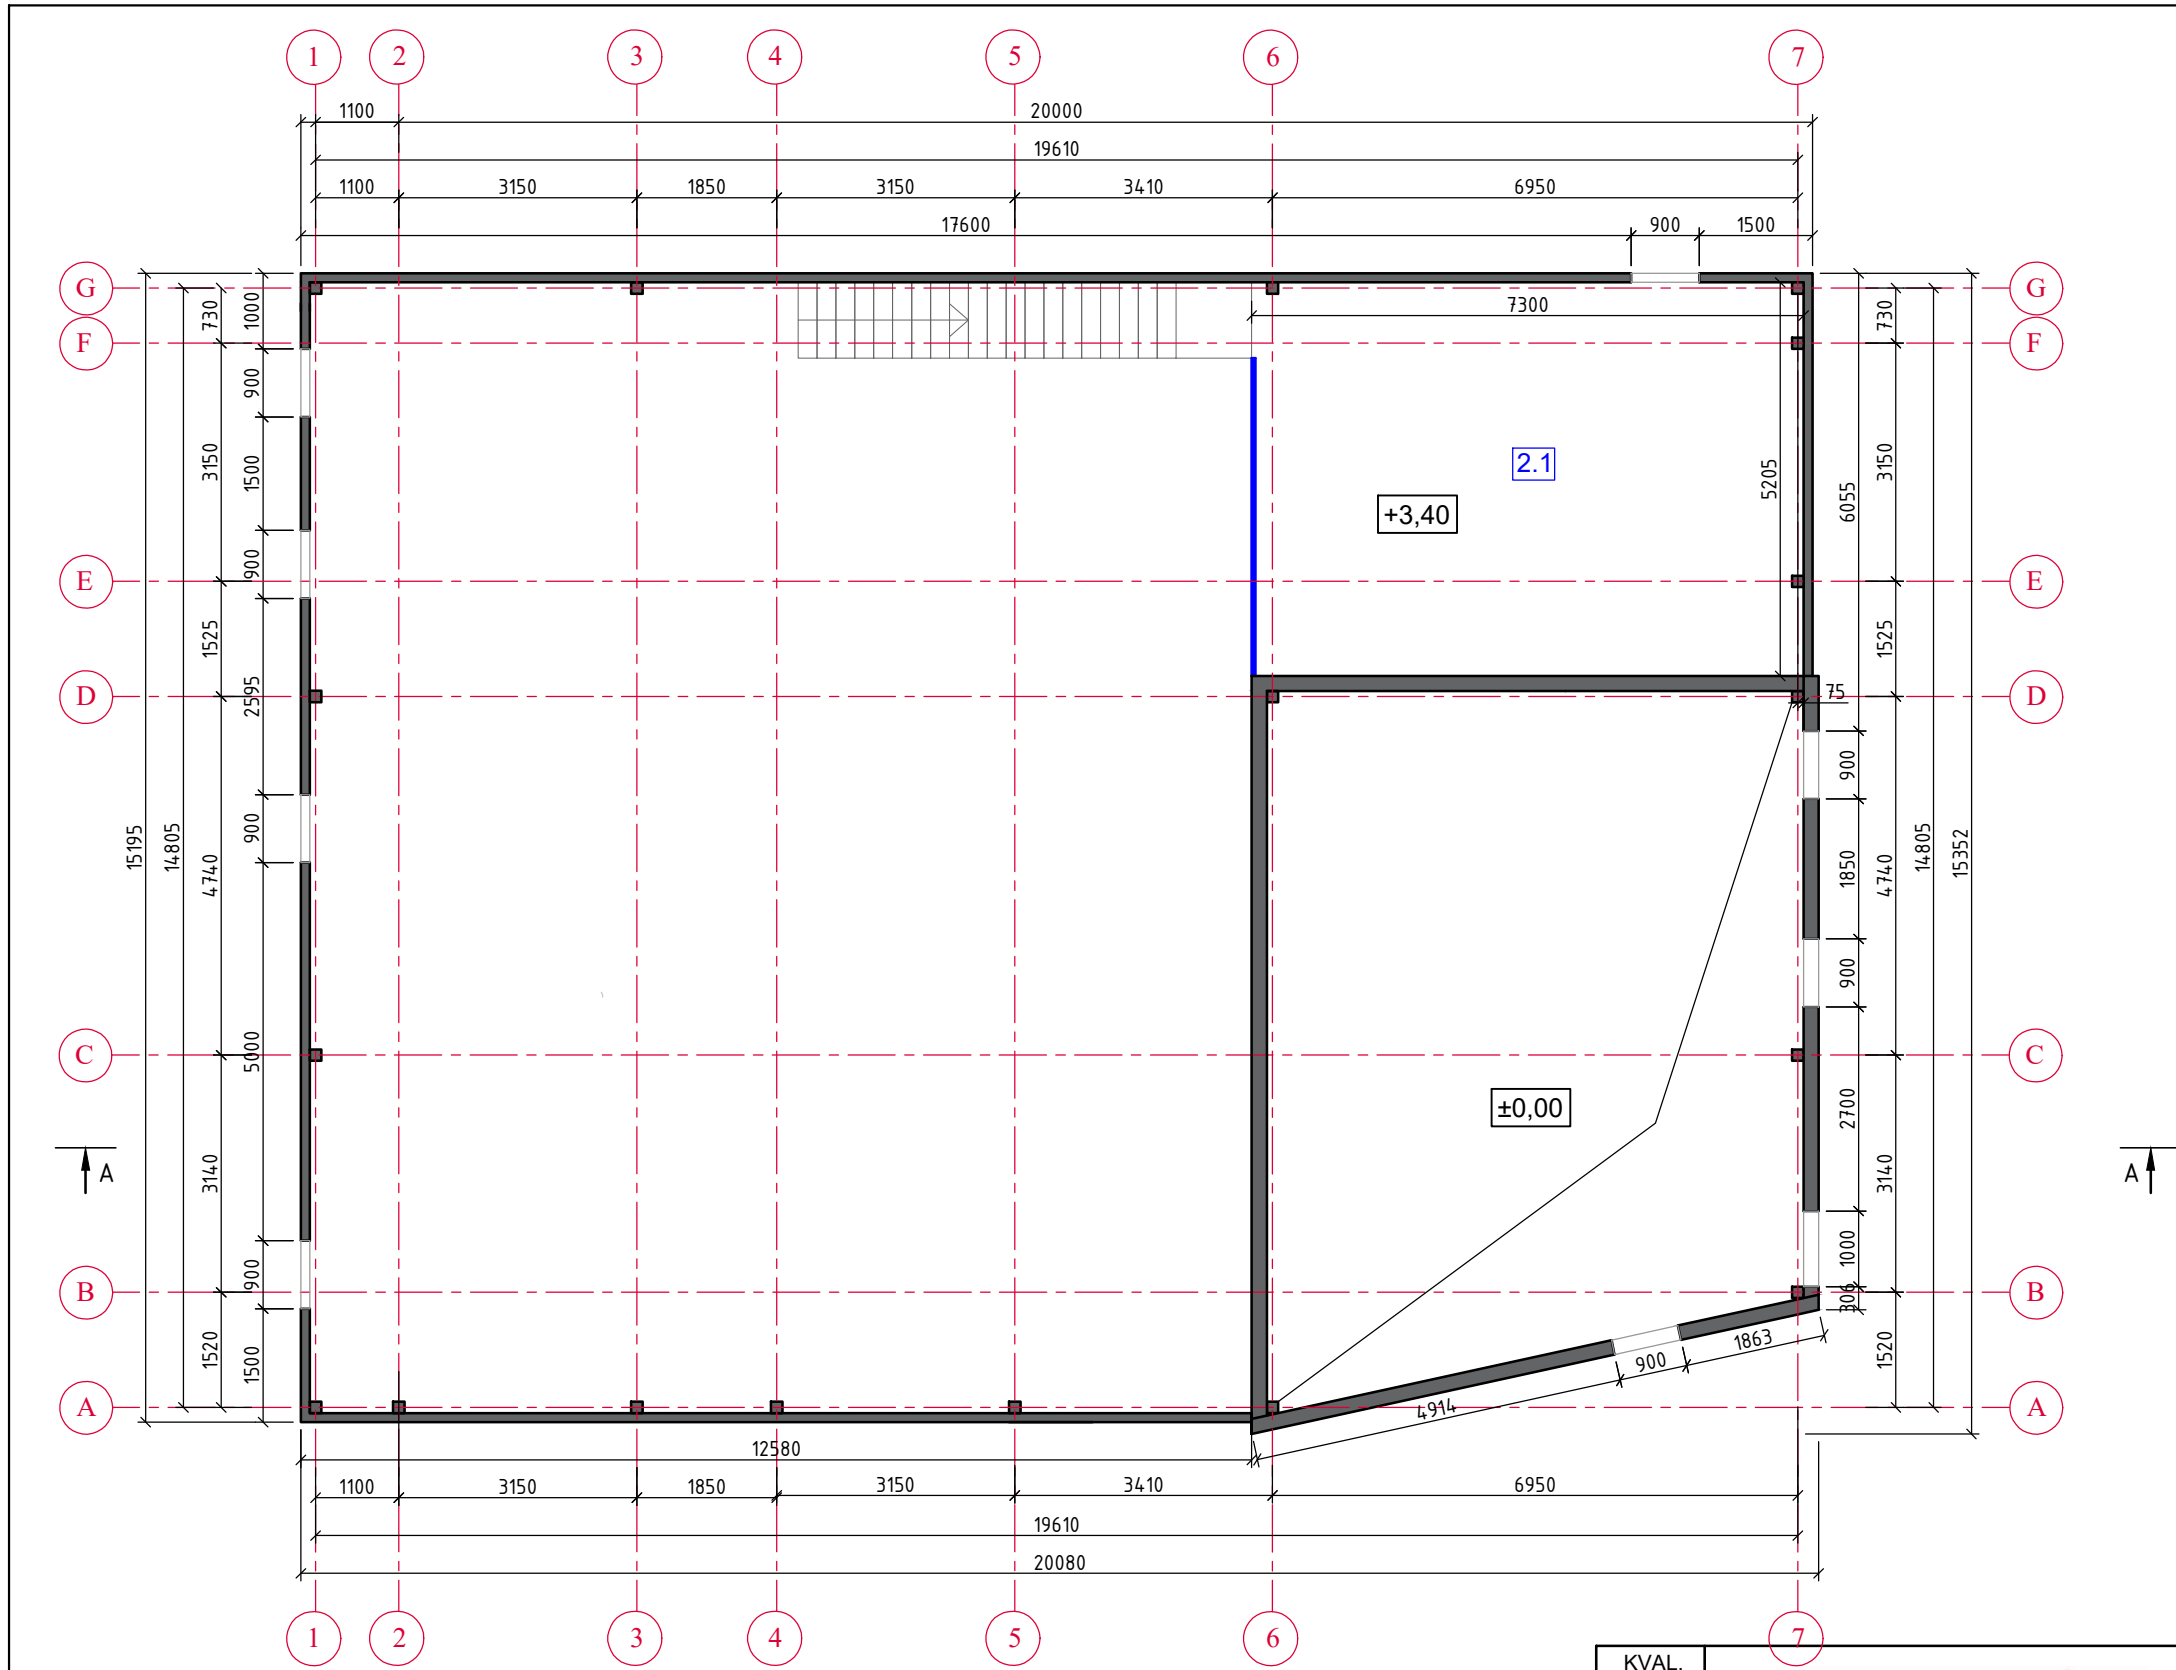 1 2 3 4 5 6 7
1100 20000
19610
1100 3150 1850 3150 3410 6950
17600 900 1500
G G
730 1000 7300 730
F F
900
3150 1500 2.1 5205 6055 3150
+3,40
900
E E
1525 1525
2595
D 75 D
900
15195 14805 4740 900 1850 4740 14805 15352
900
C C
5000
±0,00 2700
A 3140 3140 A
900 1000
B 306 B
1520 1500 1863 1520
900
A 4914 A
12580
1100 3150 1850 3150 3410 6950
19610
20080
1 2 3 4 5 6 7
KVAL.